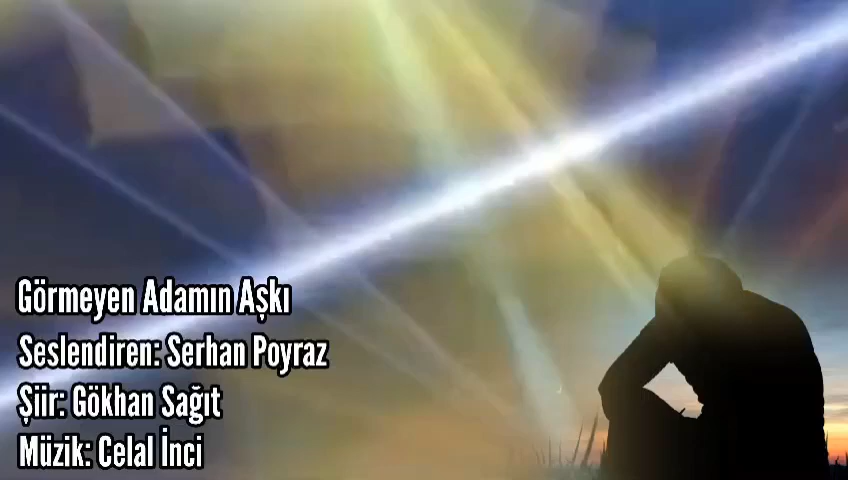 Görmeyen Adamın Aşkı
Seslendiren: Serhan Poyraz
Şiir: Gökhan Sağıt
Müzik: Celal İnci